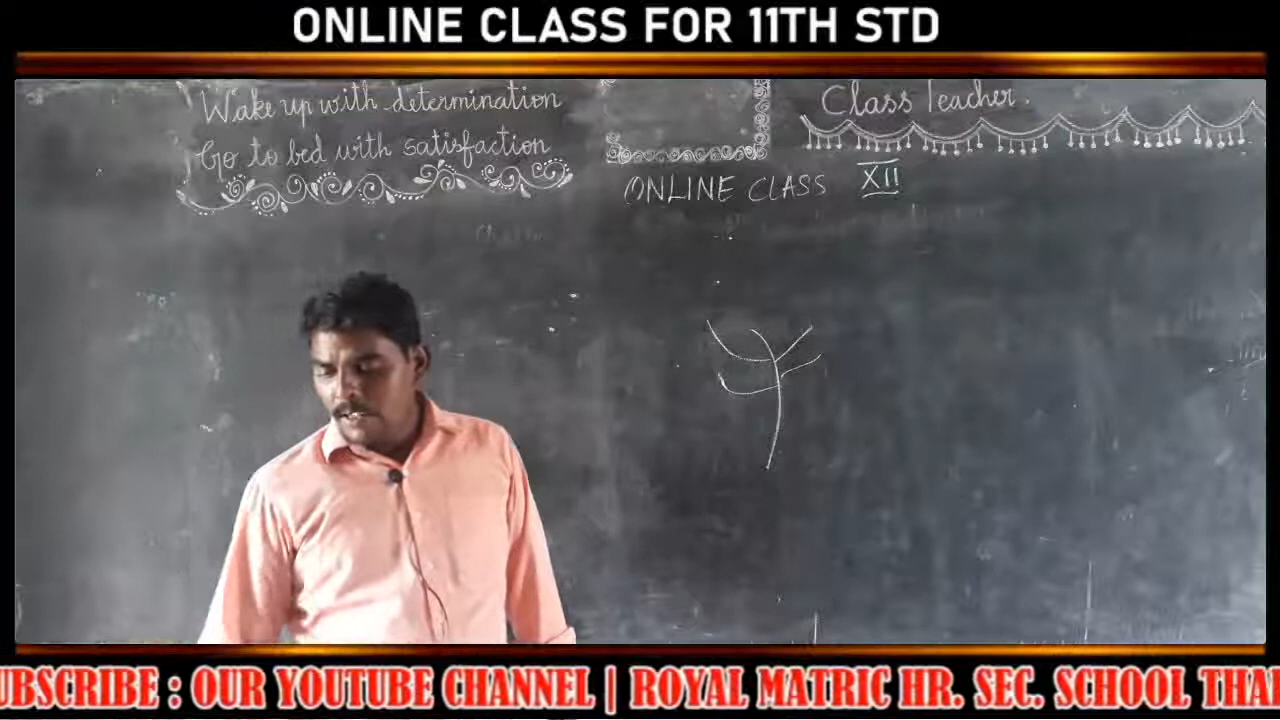 ONLINE CLASS FOR 11TH STD
Wake up with determination
Go to bed with satisfaction
Class Teacher.
ONLINE CLASS XII
UBSCRIBE : OUR YOUTUBE CHANNEL | ROYAL MATRIC HR. SEC. SCHOOL THA